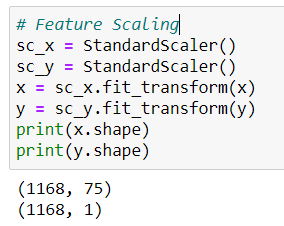 # Feature Scaling
sc_x = StandardScaler()
sc_y = StandardScaler()
x = sc_x.fit_transform(x)
y = sc_y.fit_transform(y)
print(x.shape)
print(y.shape)
(1168, 75)
(1168, 1)